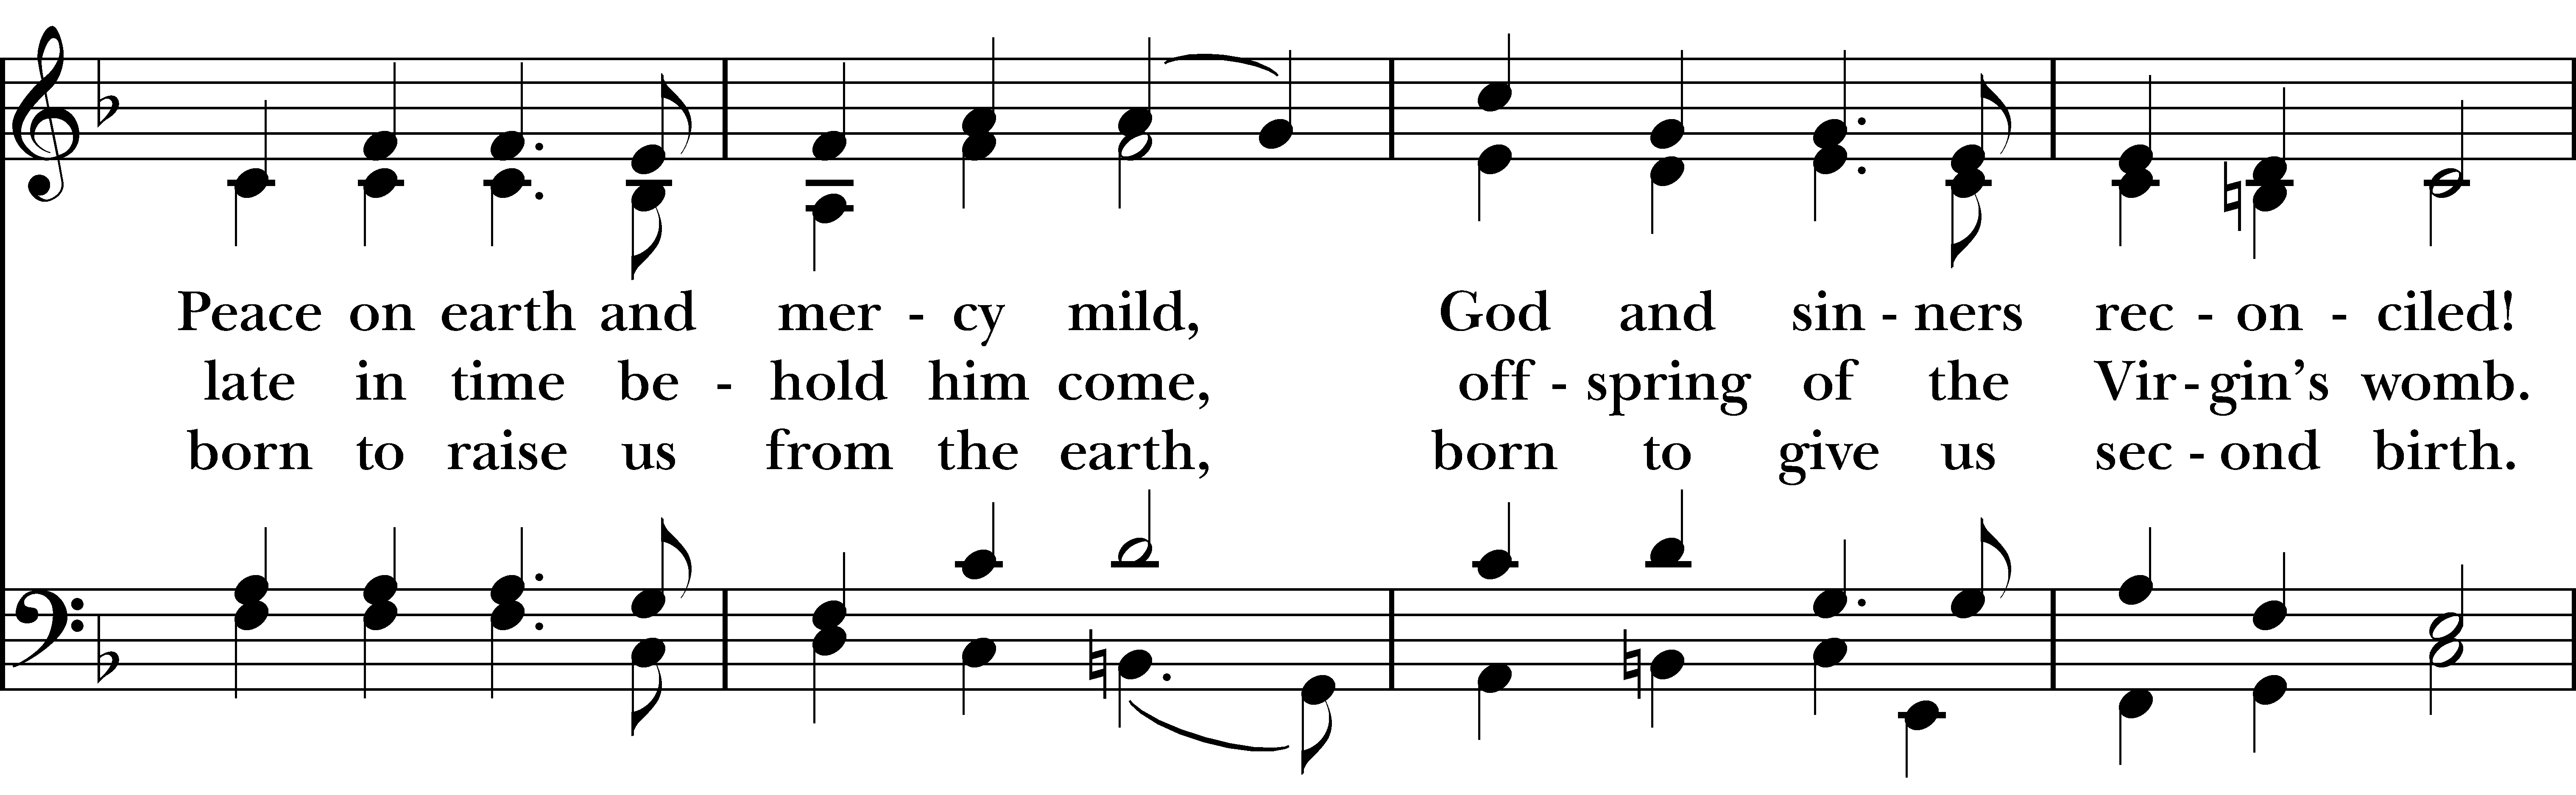 Peace on earth and mer - cy mild, God and sin - ners rec - on - ciled!
late in time be - hold him come, off - spring of the Vir - gin's womb.
born to raise us from the earth, born to give us sec - ond birth.